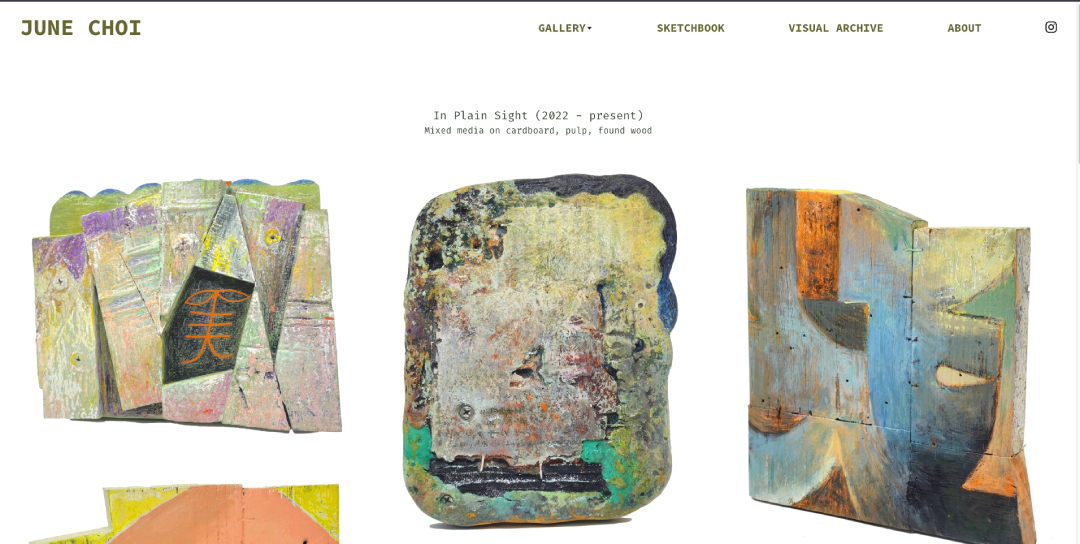 JUNE CHOI
GALLERY
SKETCHBOOK
VISUAL ARCHIVE
ABOUT
In Plain Sight (2022 - present)
Mixed media on cardboard, pulp, found wood